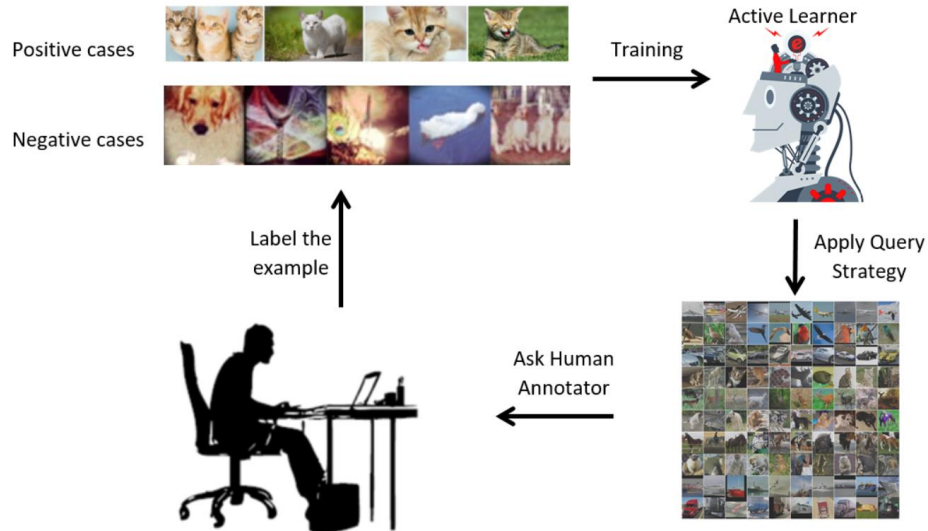 Positive cases
Negative cases
Training
Active Learner
e
Apply Query
Strategy
Ask Human
Annotator
Label the
example